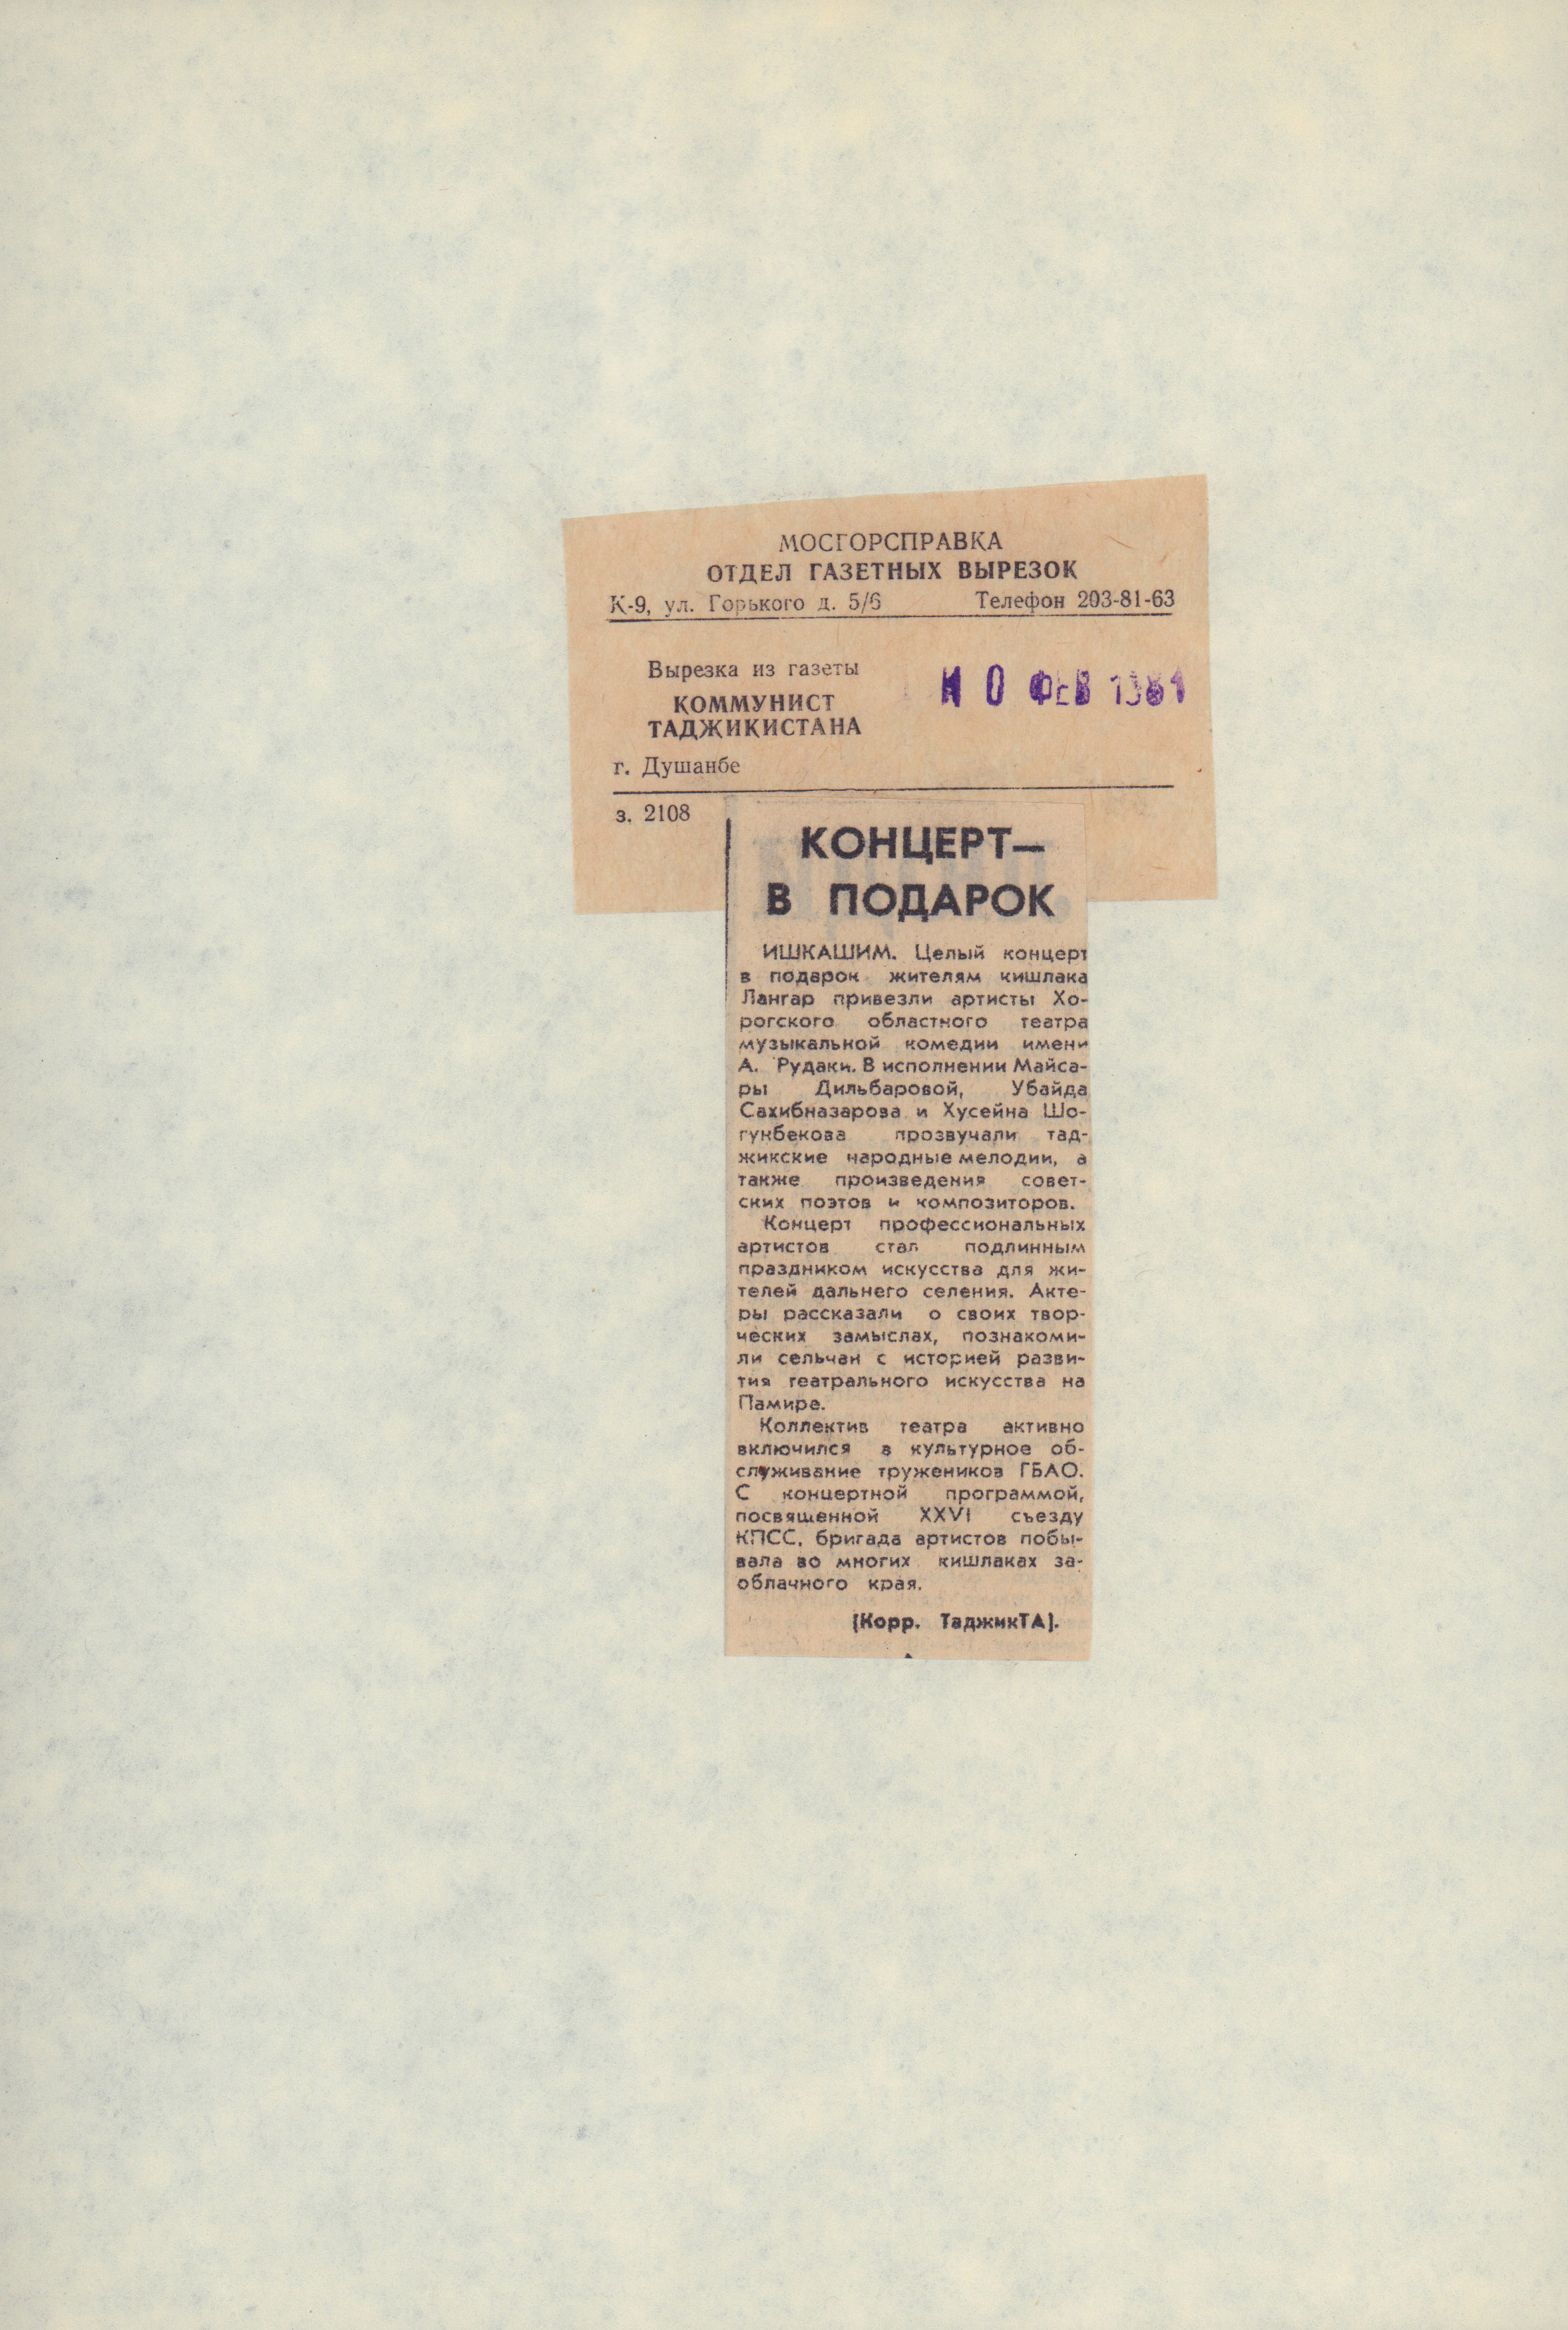 МОСГОРСПРАВКА
ОТДЕЛ ГАЗЕТНЫХ ВЫРЕЗОК
К-9, ул. Горького д. 5/6 Телефон 203-81-63
Вырезка из газеты
КОММУНИСТ
ТАДЖИКИСТАНА
г. Душанбе
0 ФЕВ 1981
з. 2108
КОНЦЕРТ—
В ПОДАРОК
ИШКАШИМ. Целый концерт
в подарок жителям кишлака
Лангар привезли артисты Хо-
рогского областного театра
музыкальной комедии имени
А. Рудаки. В исполнении Майса-
ры Дильбаровой, Убайда
Сахибназарова и Хусейна Шо-
гунбекова прозвучали тад-
жикские народные мелодии, а
также произведения совет-
ских поэтов и композиторов.
Концерт профессиональных
артистов стал подлинным
праздником искусства для жи-
телей дальнего селения. Акте-
ры рассказали о своих твор-
ческих замыслах, познакоми-
ли сельчан с историей разви-
тия театрального искусства на
Памире.
Коллектив театра активно
включился в культурное об-
служивание тружеников ГБАО.
С концертной программой,
посвященной XXVI съезду
КПСС, бригада артистов побы-
вала во многих кишлаках за-
облачного края.
(Корр. ТаджикТА).